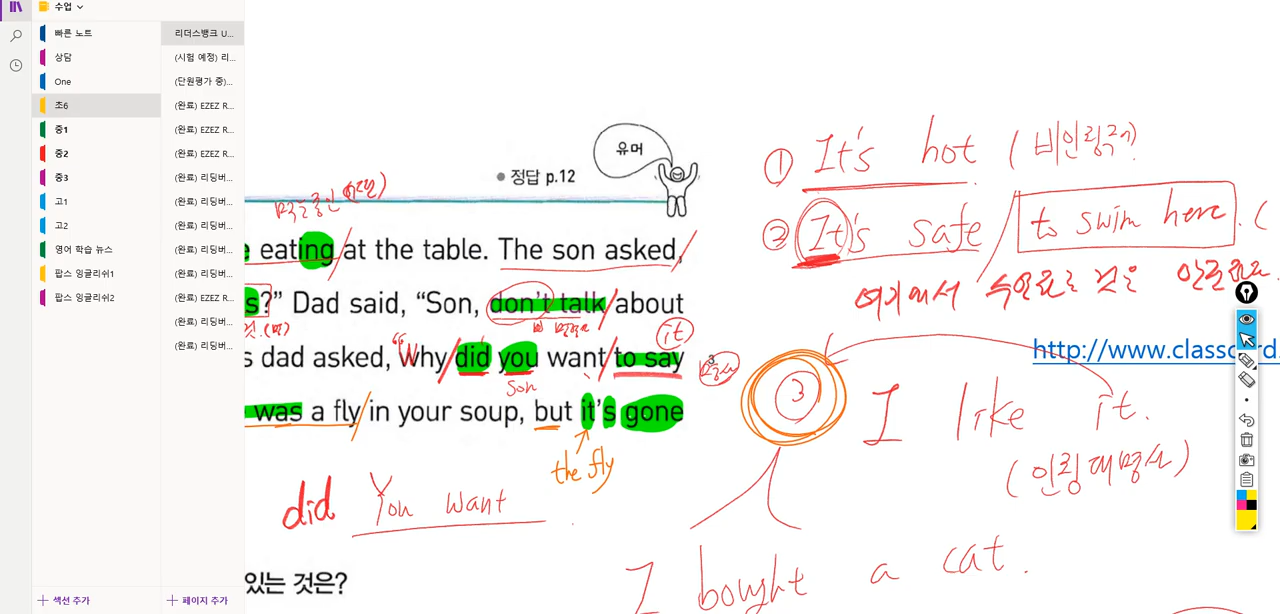 수업
빠른 노트
상담
One
초6
중1
중2
중3
고1
고2
영어 학습 뉴스
팝스 잉글리쉬1
팝스 잉글리쉬2
섹션 추가
리더스뱅크 U...
(시험 예정) 리...
(단원평가 중)...
(완료) EZEZ R...
(완료) EZEZ R...
(완료) EZEZ R...
(완료) 리딩버...
(완료) 리딩버...
(완료) 리딩버...
(완료) 리딩버...
(완료) 리딩버...
(완료) EZEZ R...
(완료) 리딩버...
(완료) 리딩버...
페이지 추가
유머
● 정답 p.12
eating at the table. The son asked,
s?” Dad said, “Son, don't talk about
it
s dad asked, “Why did you want to say
son
was a fly in your soup, but it's gone
the fly
did You want
있는 것은?
① It's hot (비인칭주어
② It's safe to swim here. (
여기에서 수영하는 것은 안전하다
http://www.classcard.
③ I like it.
(인칭대명사)
I bought a cat.